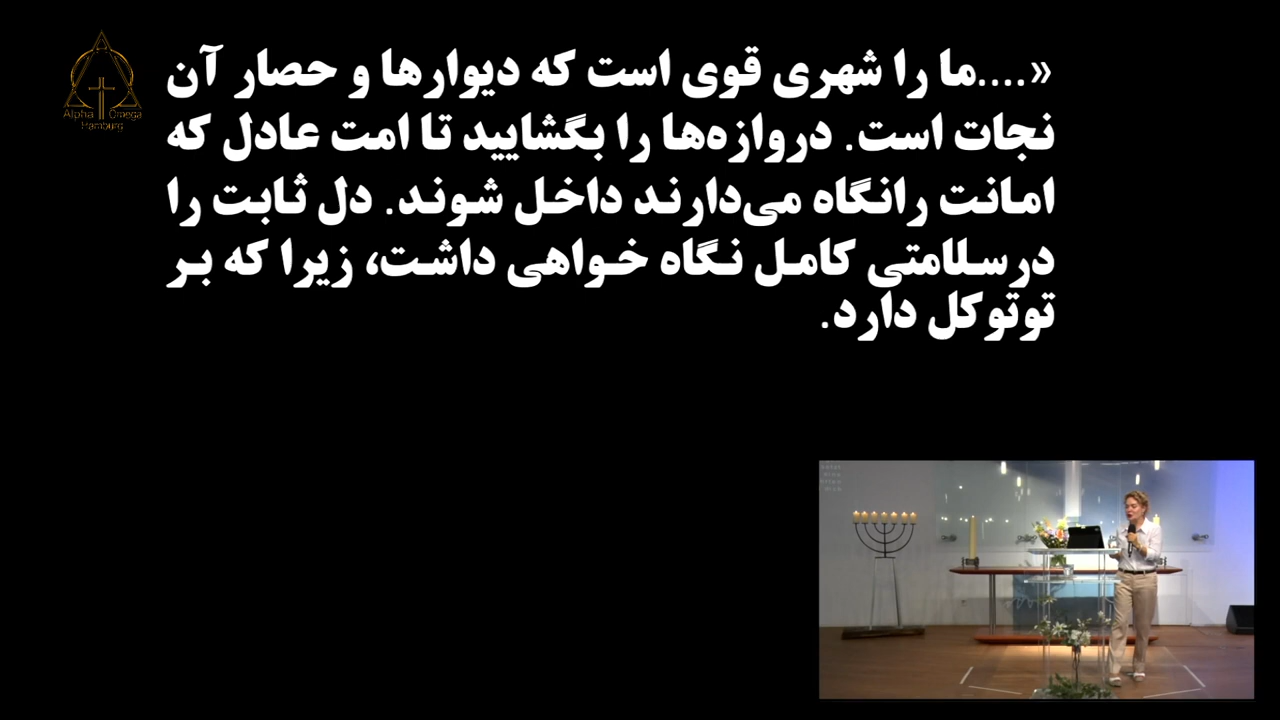 «....ما را شهری قوی است که دیوارها و حصار آن
نجات است. دروازه‌ها را بگشایید تا امت عادل که
امانت رانگاه می‌دارند داخل شوند. دل ثابت را
درسلامتی کامل نگاه خواهی داشت، زیرا که بر
توتوکل دارد.
Alpha Omega
Hamburg